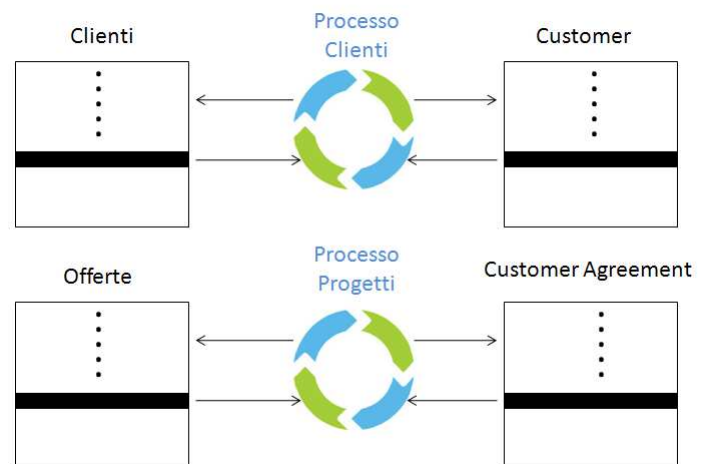 Clienti
Processo
Clienti
Customer
Offerte
Processo
Progetti
Customer Agreement